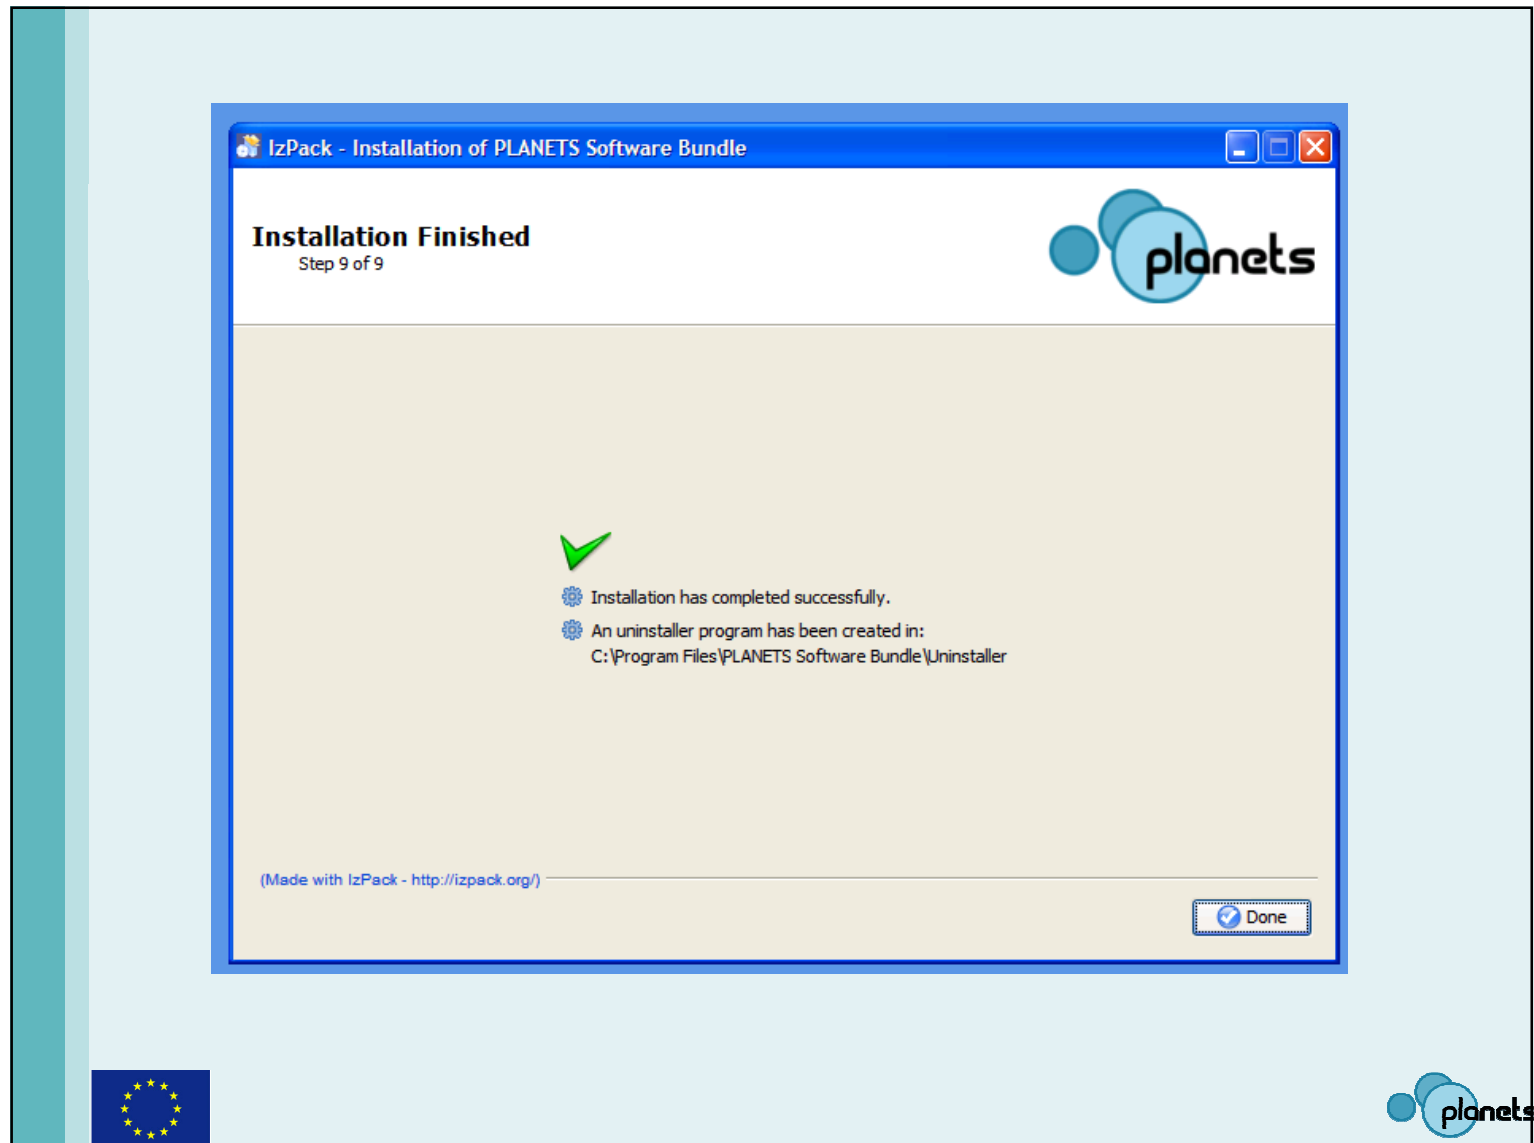 IzPack - Installation of PLANETS Software Bundle
Installation Finished
Step 9 of 9
planets
Installation has completed successfully.
An uninstaller program has been created in:
C:\Program Files\PLANETS Software Bundle\Uninstaller
(Made with IzPack - http://izpack.org/)
Done
planets